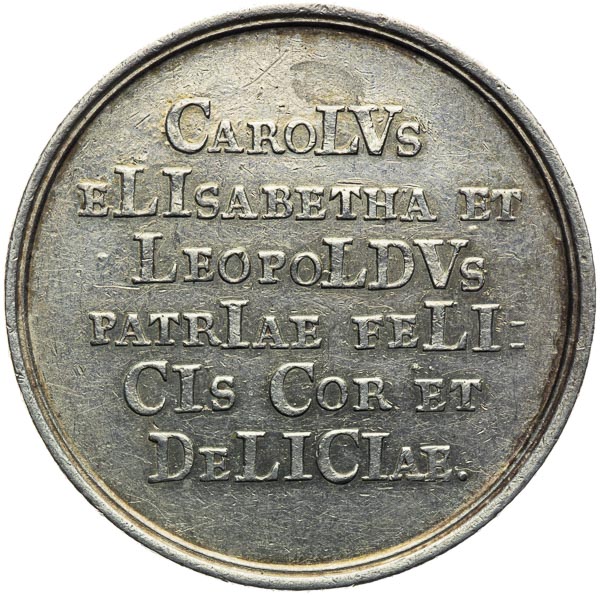 CAROLVS
ELISABETHA ET
LEOPOLDVS
PATRIAE FELI=
CIS COR ET
DELICIAE.